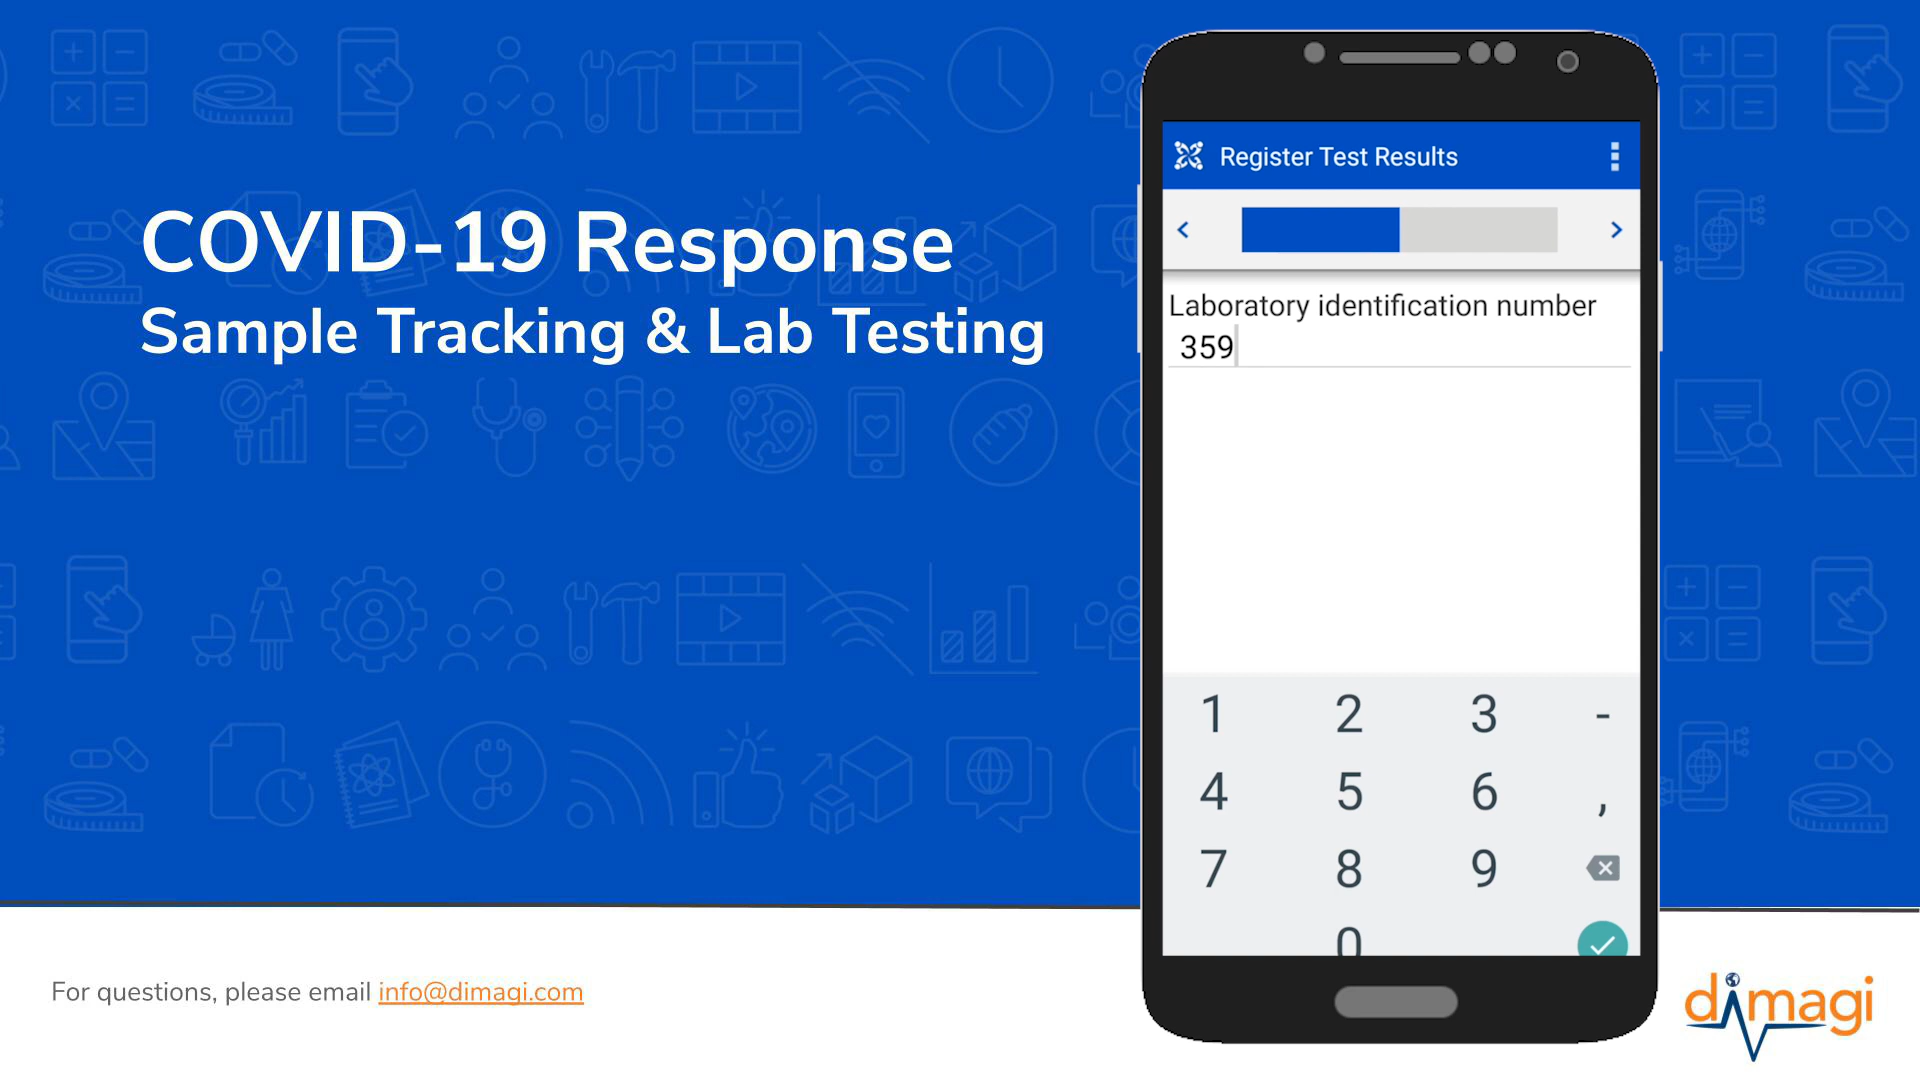 COVID-19 Response
Sample Tracking & Lab Testing
Register Test Results
Laboratory identification number
359
1 2 3 -
4 5 6 ,
7 8 9
0
For questions, please email info@dimagi.com
dimagi